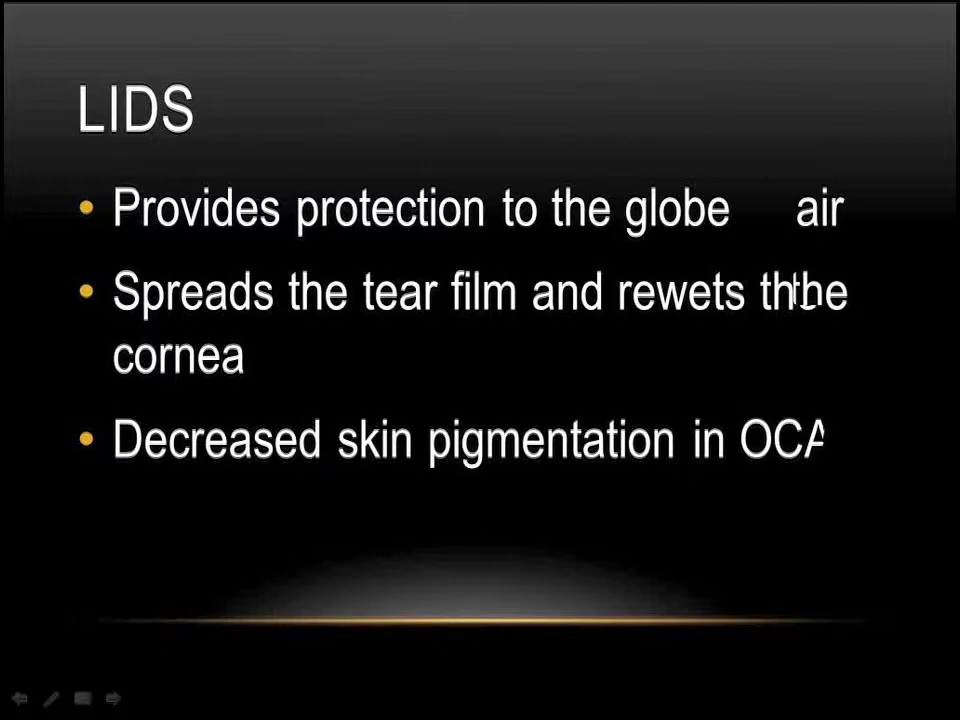 LIDS
• Provides protection to the globe air
• Spreads the tear film and rewets the
cornea
• Decreased skin pigmentation in OCA